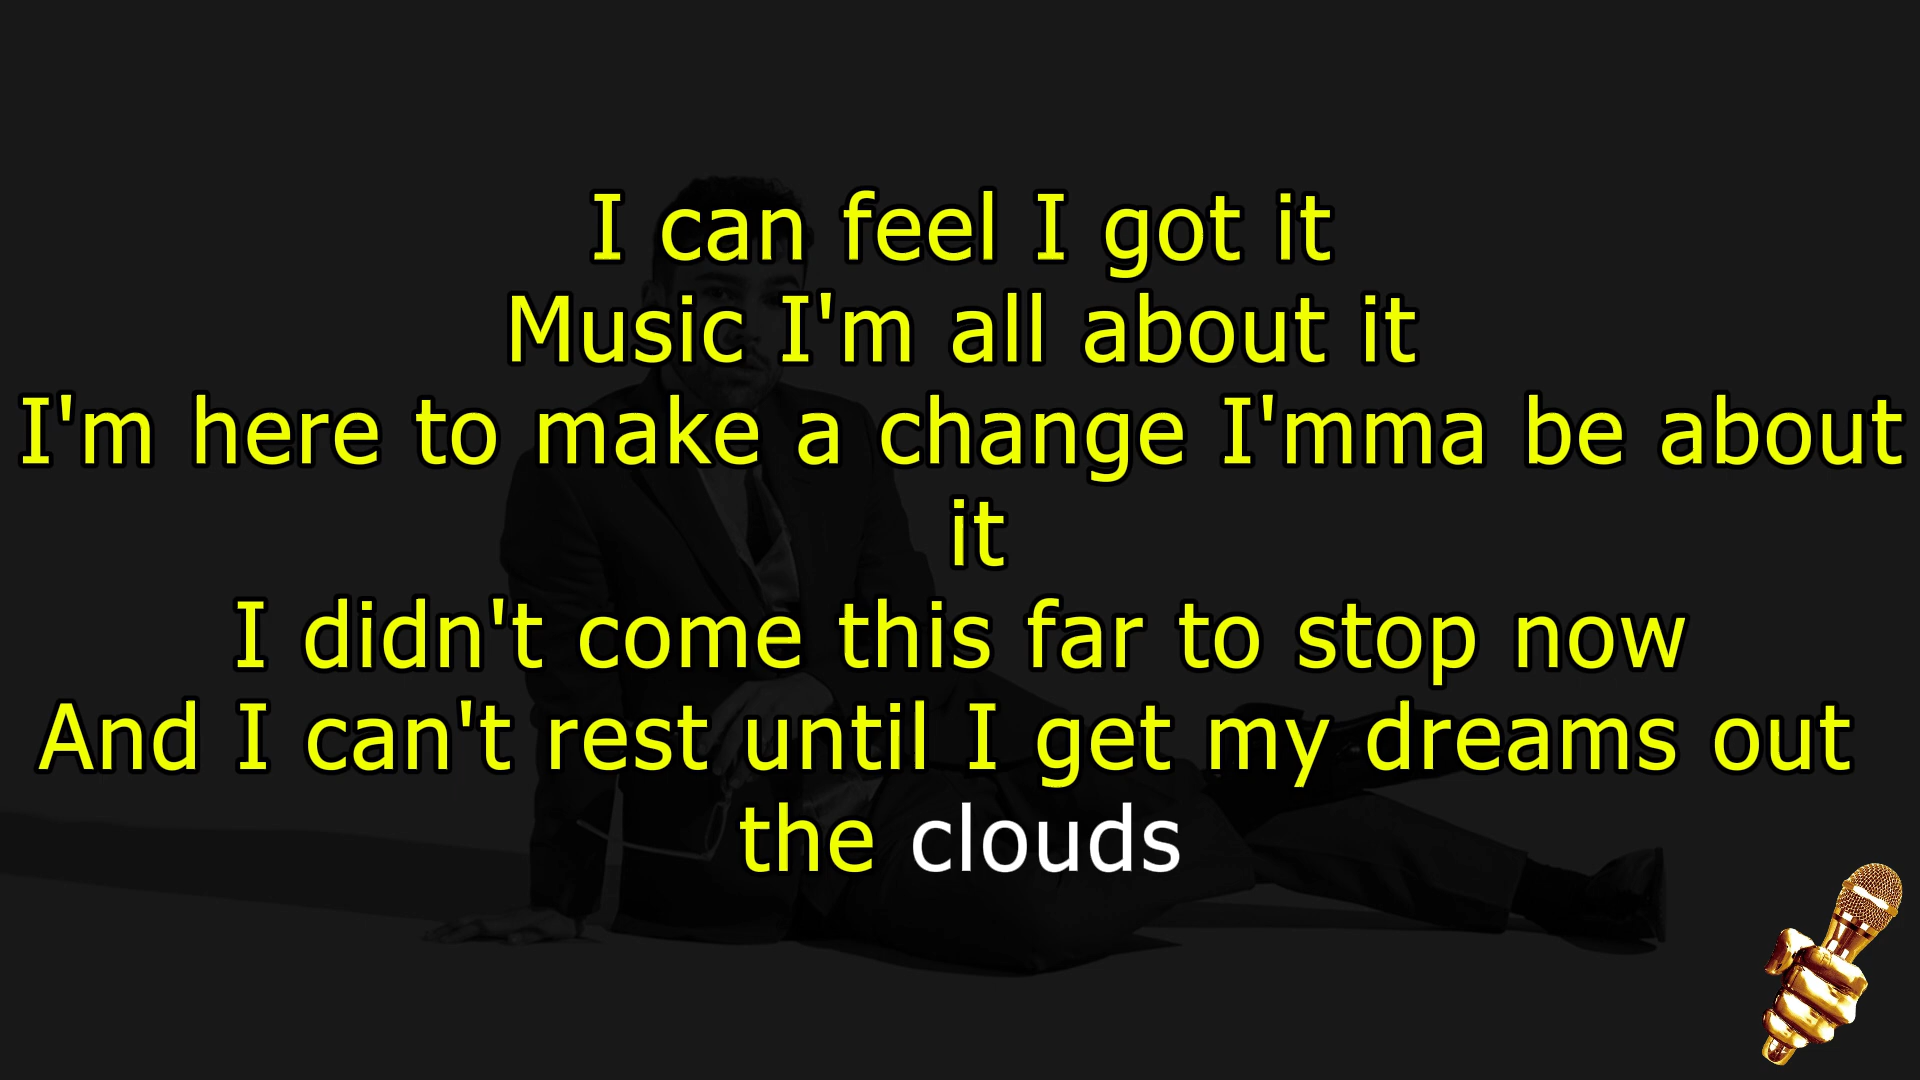 I can feel I got it
Music I'm all about it
I'm here to make a change I'mma be about
it
I didn't come this far to stop now
And I can't rest until I get my dreams out
the clouds